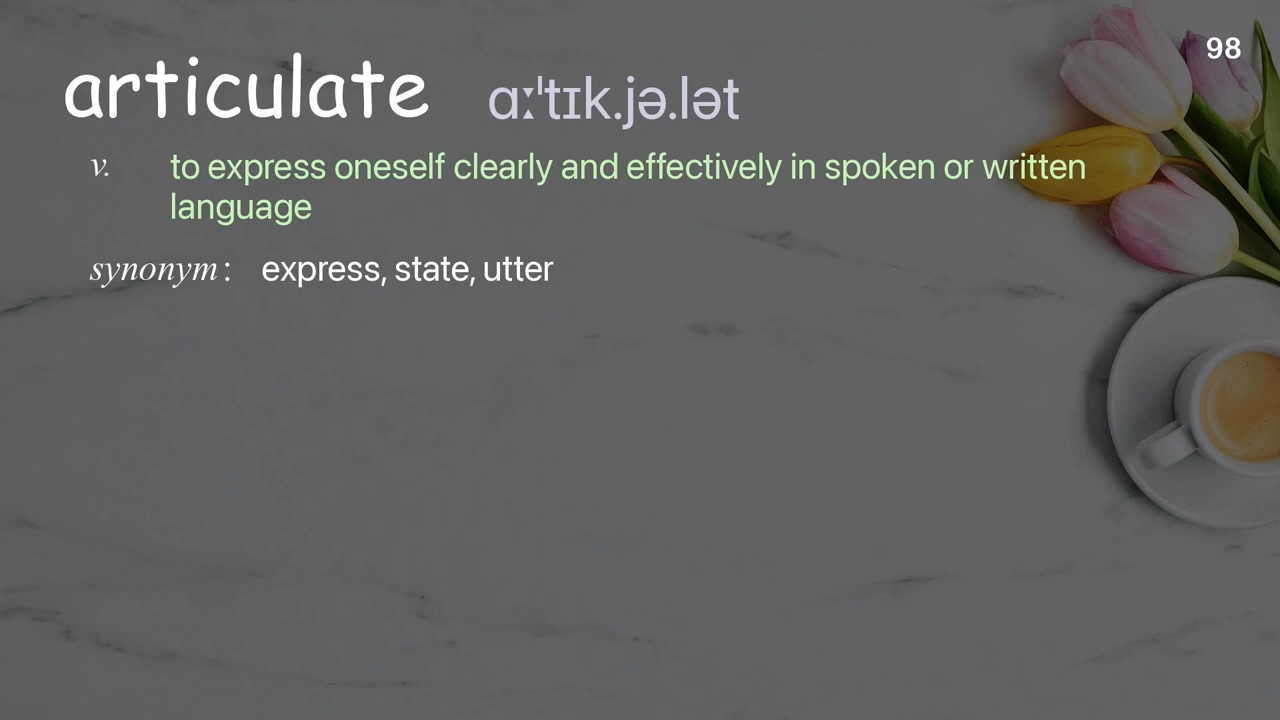 98
articulate ɑːˈtɪk.jə.lət
v. to express oneself clearly and effectively in spoken or written
language
synonym: express, state, utter